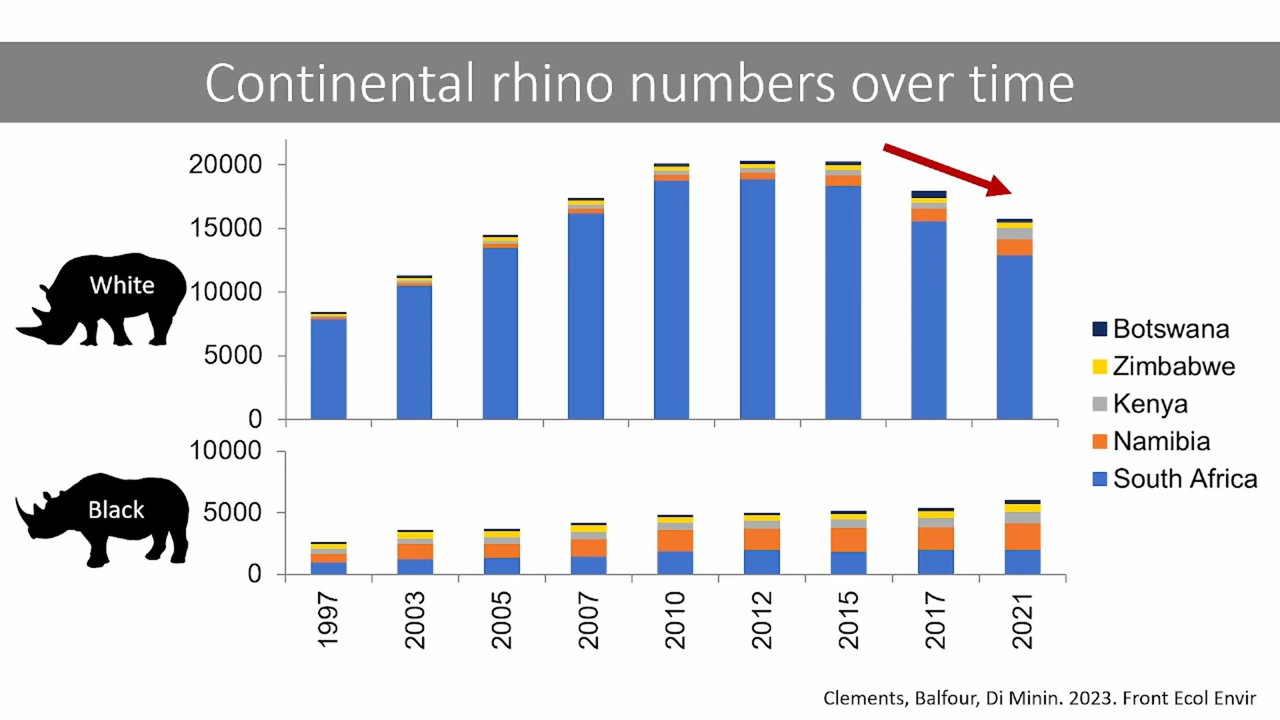 Continental rhino numbers over time
20000
15000
10000
5000
0
White
10000
5000
0
Black
1997
2003
2005
2007
2010
2012
2015
2017
2021
Botswana
Zimbabwe
Kenya
Namibia
South Africa
Clements, Balfour, Di Minin. 2023. Front Ecol Envir